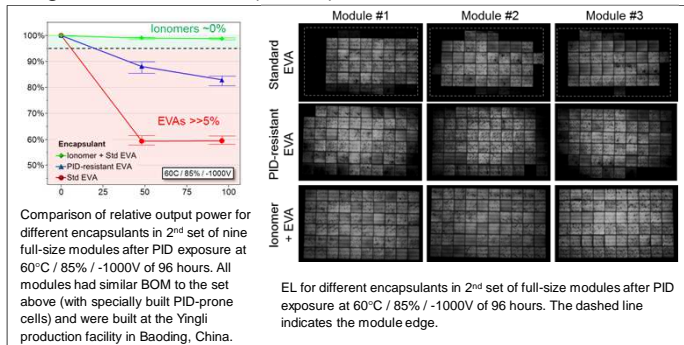 Ionomers ~0%
100%
90%
80%
70%
60%
50%
EVAs >>5%
Encapsulant
Ionomer + Std EVA
PID-resistant EVA
Std EVA
60C / 85% / -1000V
0
50
100
Comparison of relative output power for
different encapsulants in 2nd set of nine
full-size modules after PID exposure at
60°C / 85% / -1000V of 96 hours. All
modules had similar BOM to the set
above (with specially built PID-prone
cells) and were built at the Yingli
production facility in Baoding, China.
Module #1
Module #2
Module #3
Standard
EVA
PID-resistant
EVA
Ionomer
+ EVA
EL for different encapsulants in 2nd set of full-size modules after PID
exposure at 60°C / 85% / -1000V of 96 hours. The dashed line
indicates the module edge.